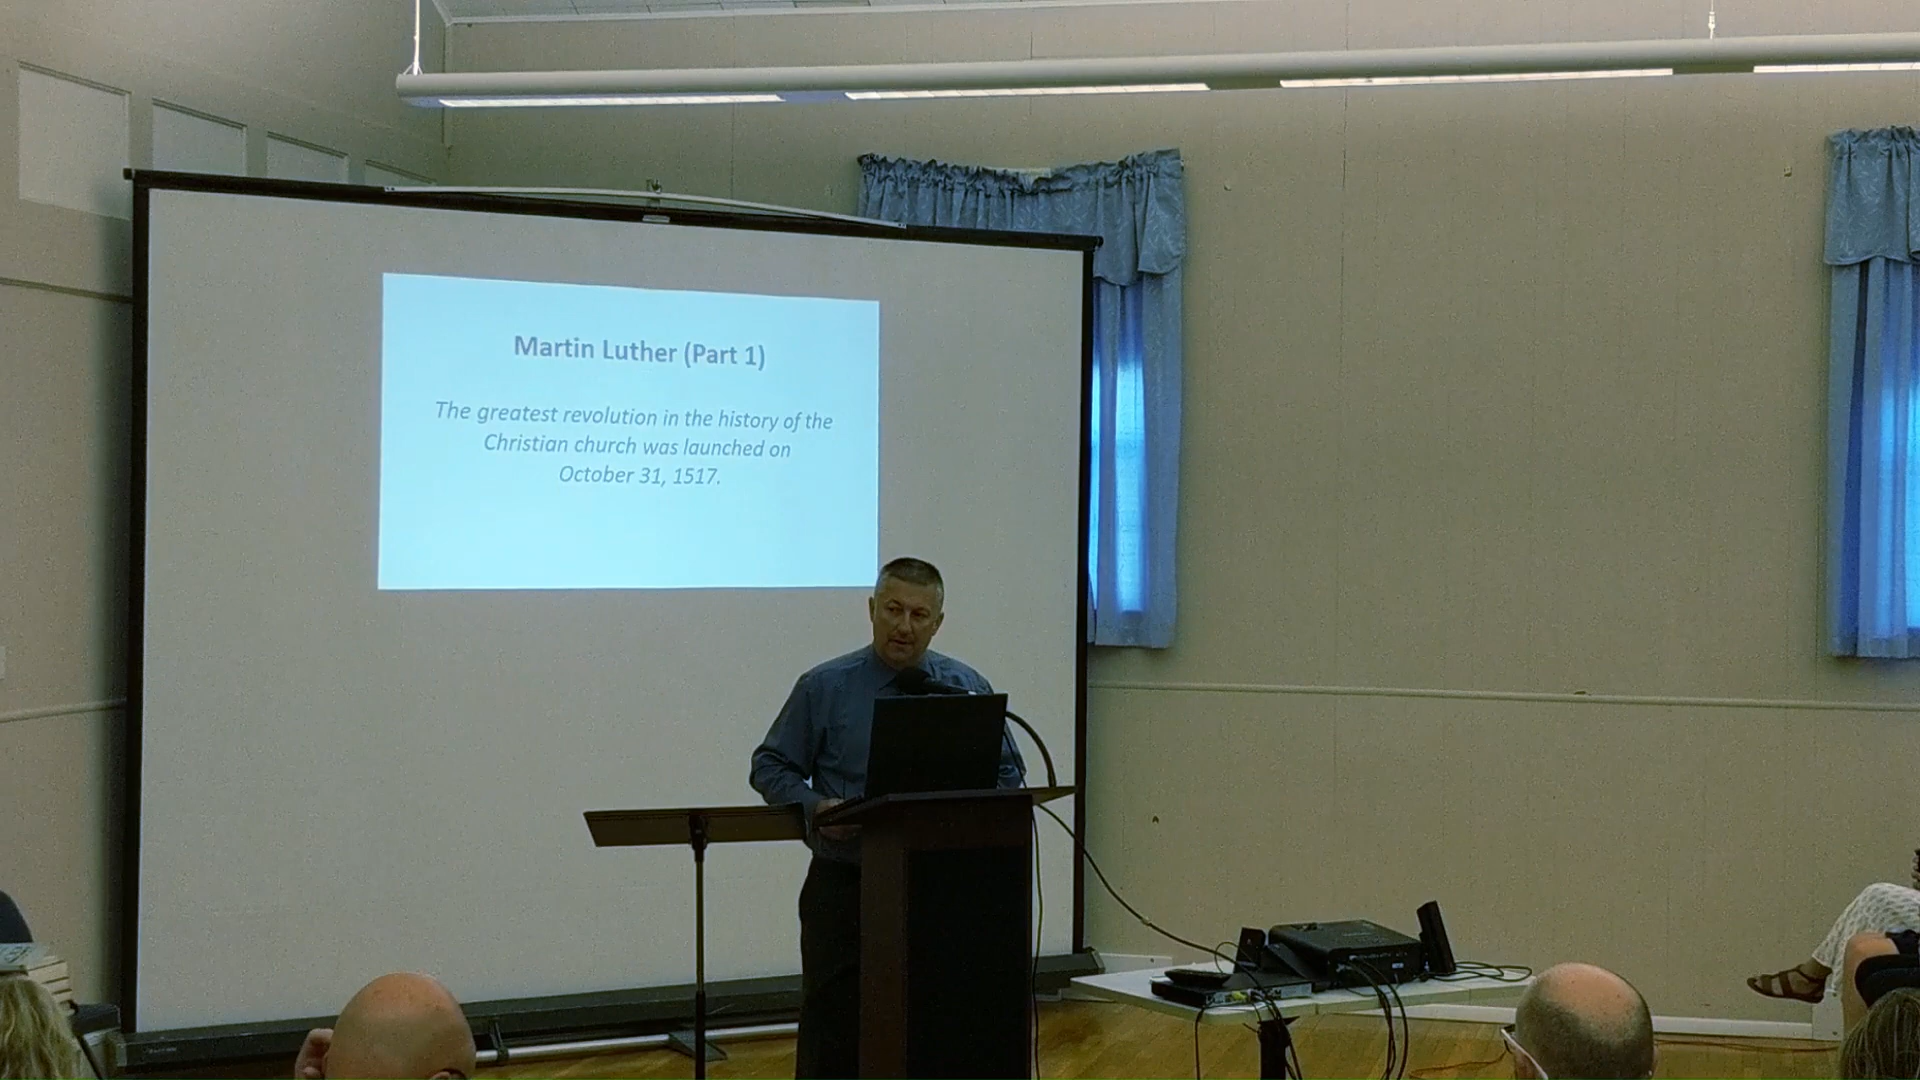 Martin Luther (Part 1)
The greatest revolution in the history of the
Christian church was launched on
October 31, 1517.